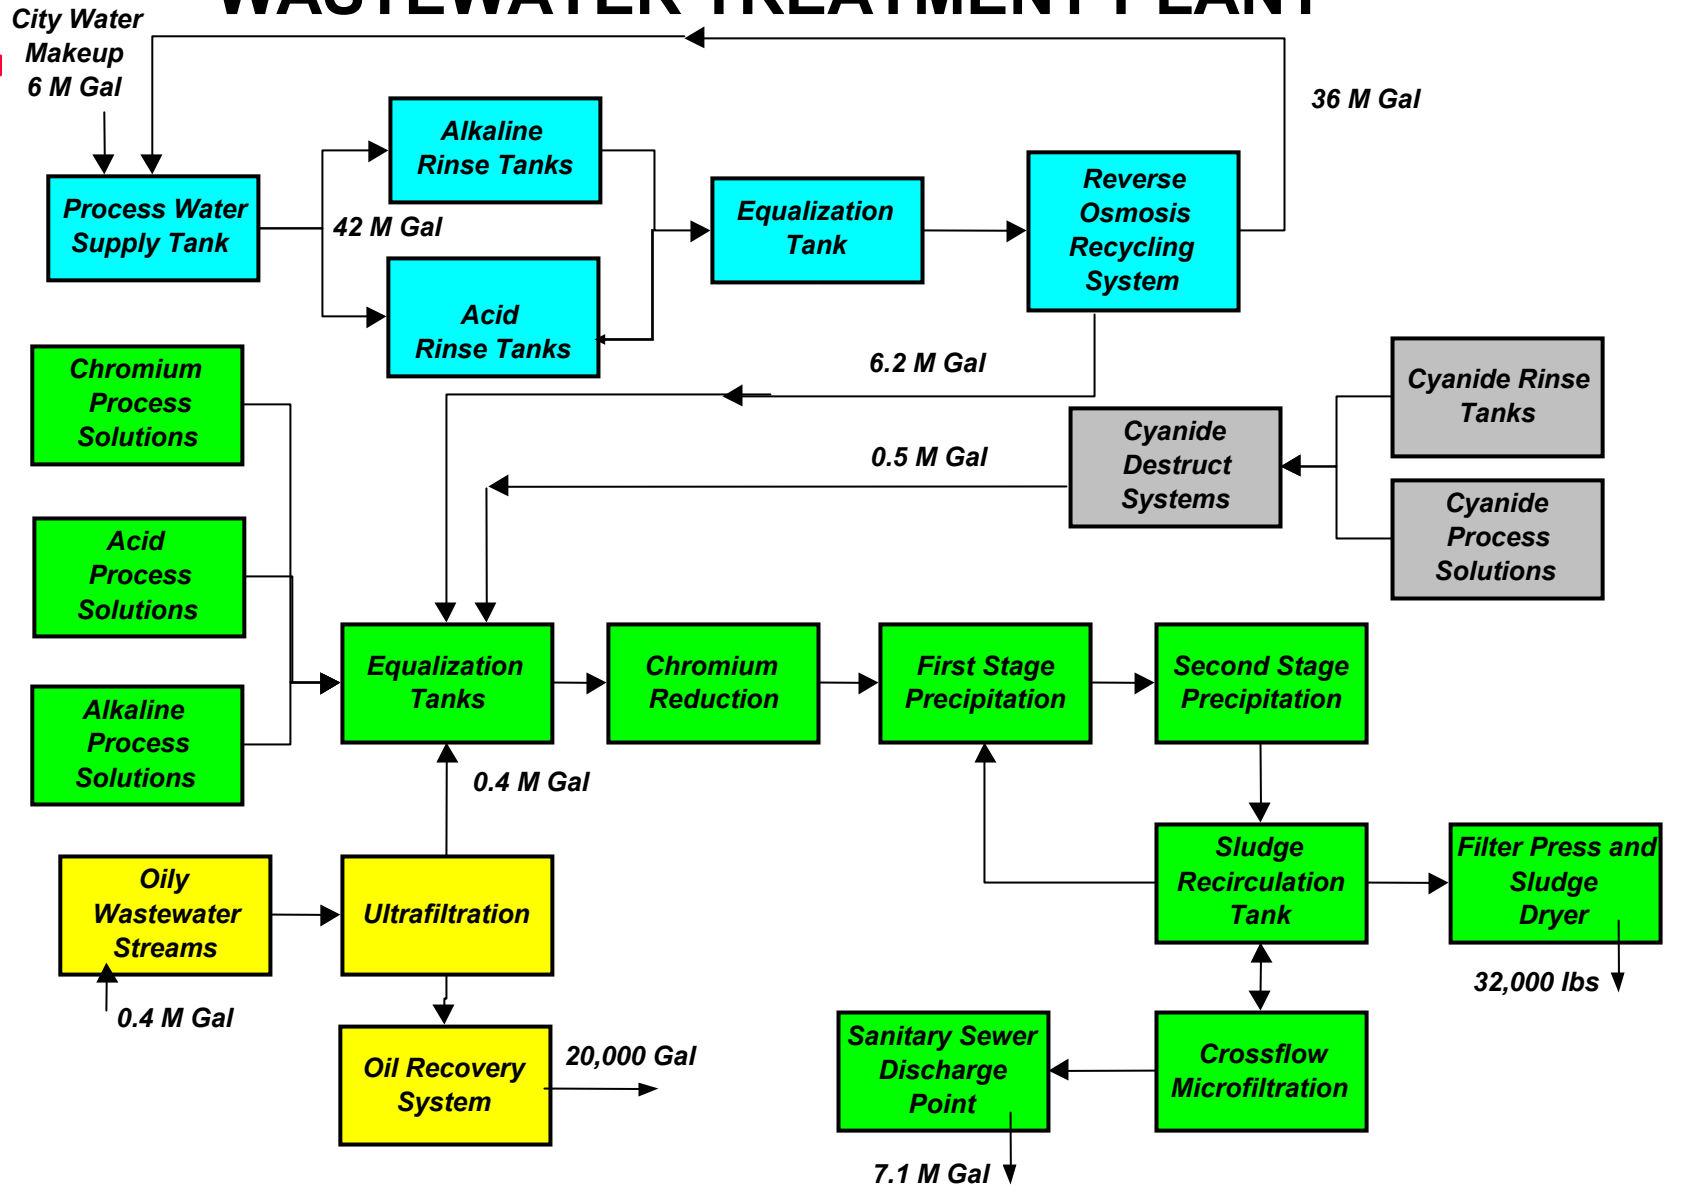 WASTEWATER TREATMENT PLANT
City Water
Makeup
6 M Gal
36 M Gal
Alkaline
Rinse Tanks
Process Water
Supply Tank
42 M Gal
Acid
Rinse Tanks
Equalization
Tank
Reverse
Osmosis
Recycling
System
6.2 M Gal
Chromium
Process
Solutions
Cyanide Rinse
Tanks
Cyanide
Destruct
Systems
0.5 M Gal
Cyanide
Process
Solutions
Acid
Process
Solutions
Alkaline
Process
Solutions
Equalization
Tanks
Chromium
Reduction
First Stage
Precipitation
Second Stage
Precipitation
0.4 M Gal
Oily
Wastewater
Streams
Ultrafiltration
0.4 M Gal
Sludge
Recirculation
Tank
Filter Press and
Sludge
Dryer
32,000 lbs
Oil Recovery
System
20,000 Gal
Sanitary Sewer
Discharge
Point
Crossflow
Microfiltration
7.1 M Gal